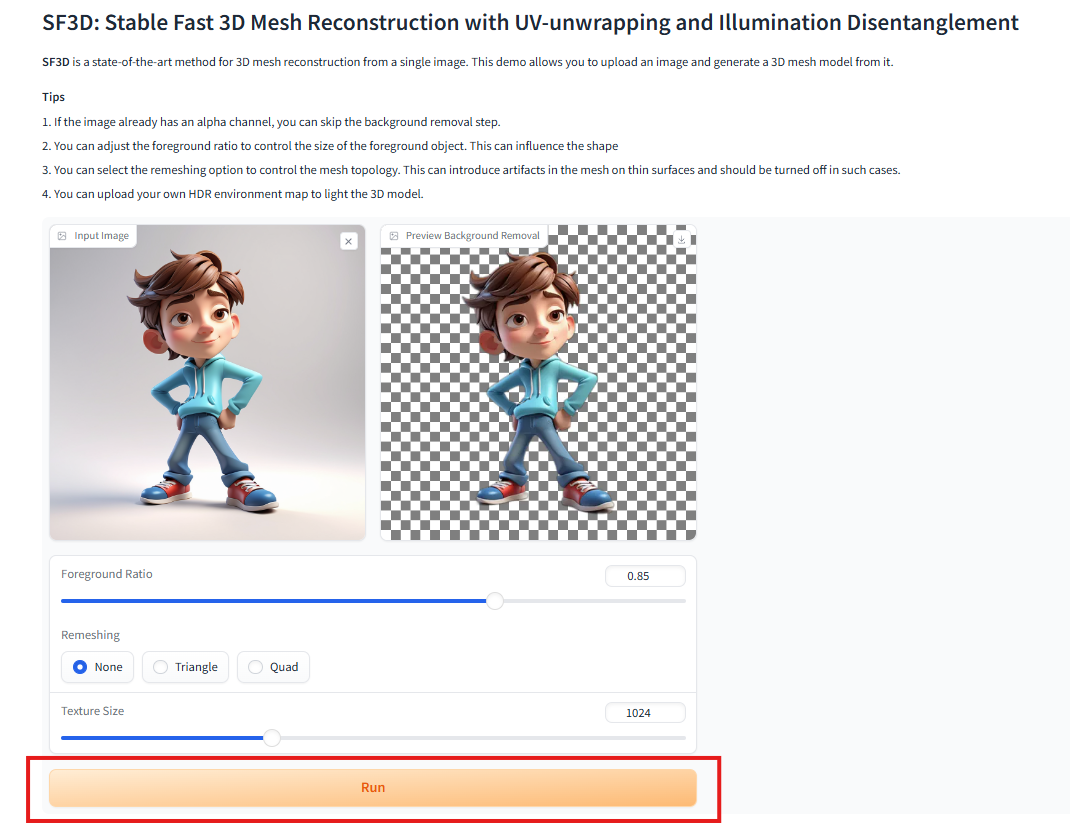 SF3D: Stable Fast 3D Mesh Reconstruction with UV-unwrapping and Illumination Disentanglement
SF3D is a state-of-the-art method for 3D mesh reconstruction from a single image. This demo allows you to upload an image and generate a 3D mesh model from it.
Tips
1. If the image already has an alpha channel, you can skip the background removal step.
2. You can adjust the foreground ratio to control the size of the foreground object. This can influence the shape
3. You can select the remeshing option to control the mesh topology. This can introduce artifacts in the mesh on thin surfaces and should be turned off in such cases.
4. You can upload your own HDR environment map to light the 3D model.
Input Image
Preview Background Removal
Foreground Ratio
0.85
Remeshing
None
Triangle
Quad
Texture Size
1024
Run